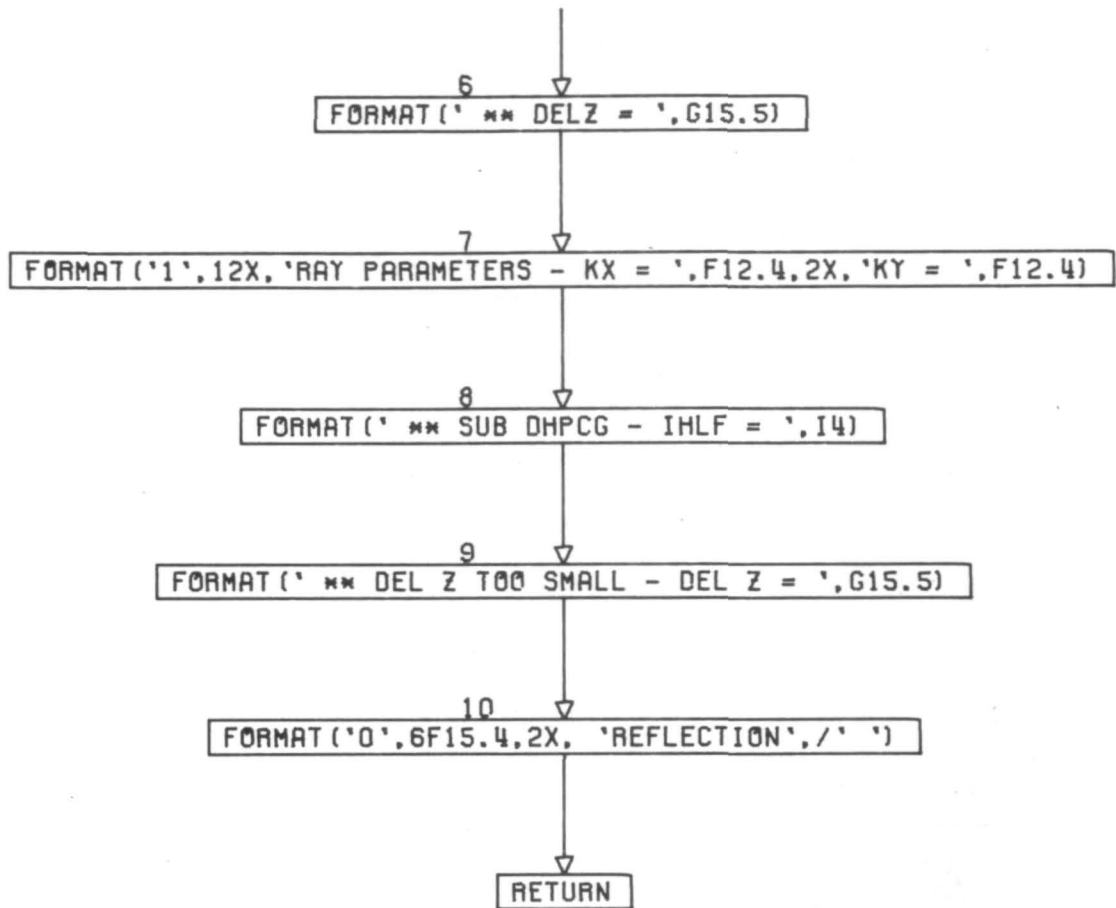 6
FORMAT(' ** DELZ = ',G15.5)
7
FORMAT('1',12X,'RAY PARAMETERS - KX = ',F12.4,2X,'KY = ',F12.4)
8
FORMAT(' ** SUB DHPCG - IHLF = ',I4)
9
FORMAT(' ** DEL Z TOO SMALL - DEL Z = ',G15.5)
10
FORMAT('0',6F15.4,2X, 'REFLECTION',/' ')
RETURN